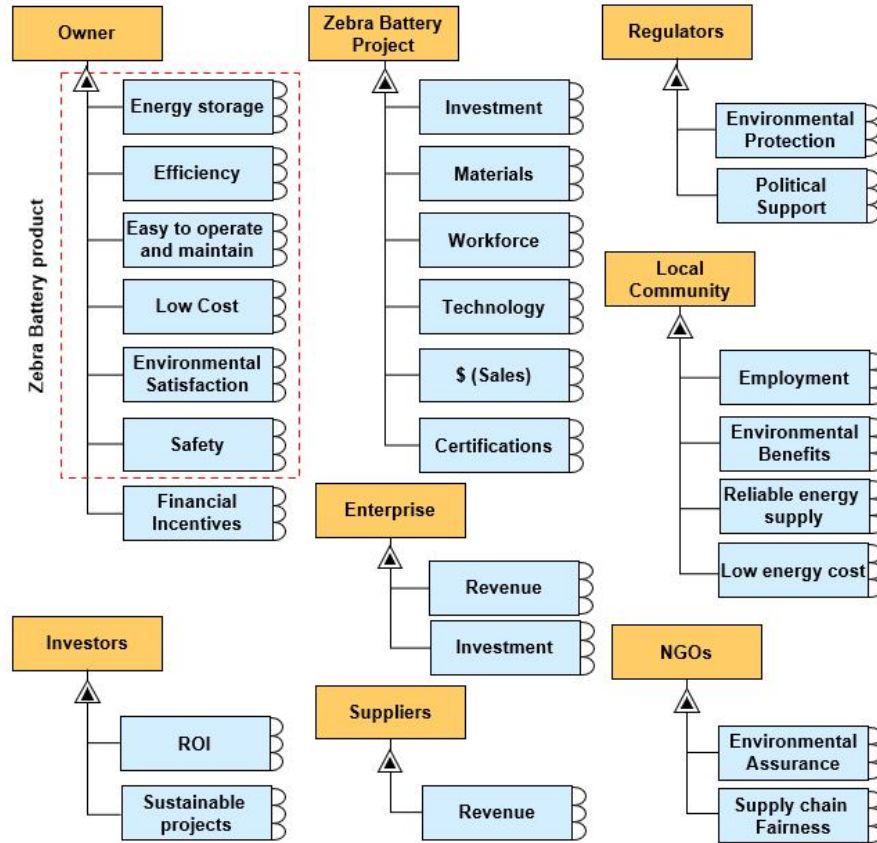 Owner
Zebra Battery product
Energy storage
Efficiency
Easy to operate
and maintain
Low Cost
Environmental
Satisfaction
Safety
Financial
Incentives
Zebra Battery
Project
Investment
Materials
Workforce
Technology
$ (Sales)
Certifications
Regulators
Environmental
Protection
Political
Support
Local
Community
Employment
Environmental
Benefits
Reliable energy
supply
Low energy cost
Enterprise
Revenue
Investment
Investors
ROI
Sustainable
projects
Suppliers
Revenue
NGOs
Environmental
Assurance
Supply chain
Fairness